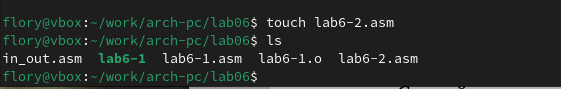 flory@vbox:~/work/arch-pc/lab06$ touch lab6-2.asm
flory@vbox:~/work/arch-pc/lab06$ ls
in_out.asm  lab6-1  lab6-1.asm  lab6-1.o  lab6-2.asm
flory@vbox:~/work/arch-pc/lab06$